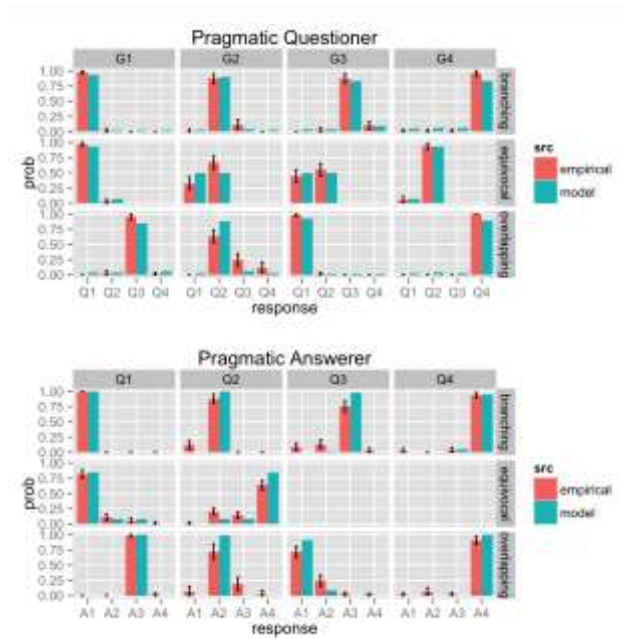 Pragmatic Questioner
G1 G2 G3 G4
1.00
0.75
0.50
0.25
0.00
branching
1.00
0.75
0.50
0.25
0.00
equivocal
1.00
0.75
0.50
0.25
0.00
overlapping
prob
Q1 Q2 Q3 Q4 Q1 Q2 Q3 Q4 Q1 Q2 Q3 Q4 Q1 Q2 Q3 Q4
response
src
empirical
model
Pragmatic Answerer
Q1 Q2 Q3 Q4
1.00
0.75
0.50
0.25
0.00
branching
1.00
0.75
0.50
0.25
0.00
equivocal
1.00
0.75
0.50
0.25
0.00
overlapping
prob
A1 A2 A3 A4 A1 A2 A3 A4 A1 A2 A3 A4 A1 A2 A3 A4
response
src
empirical
model